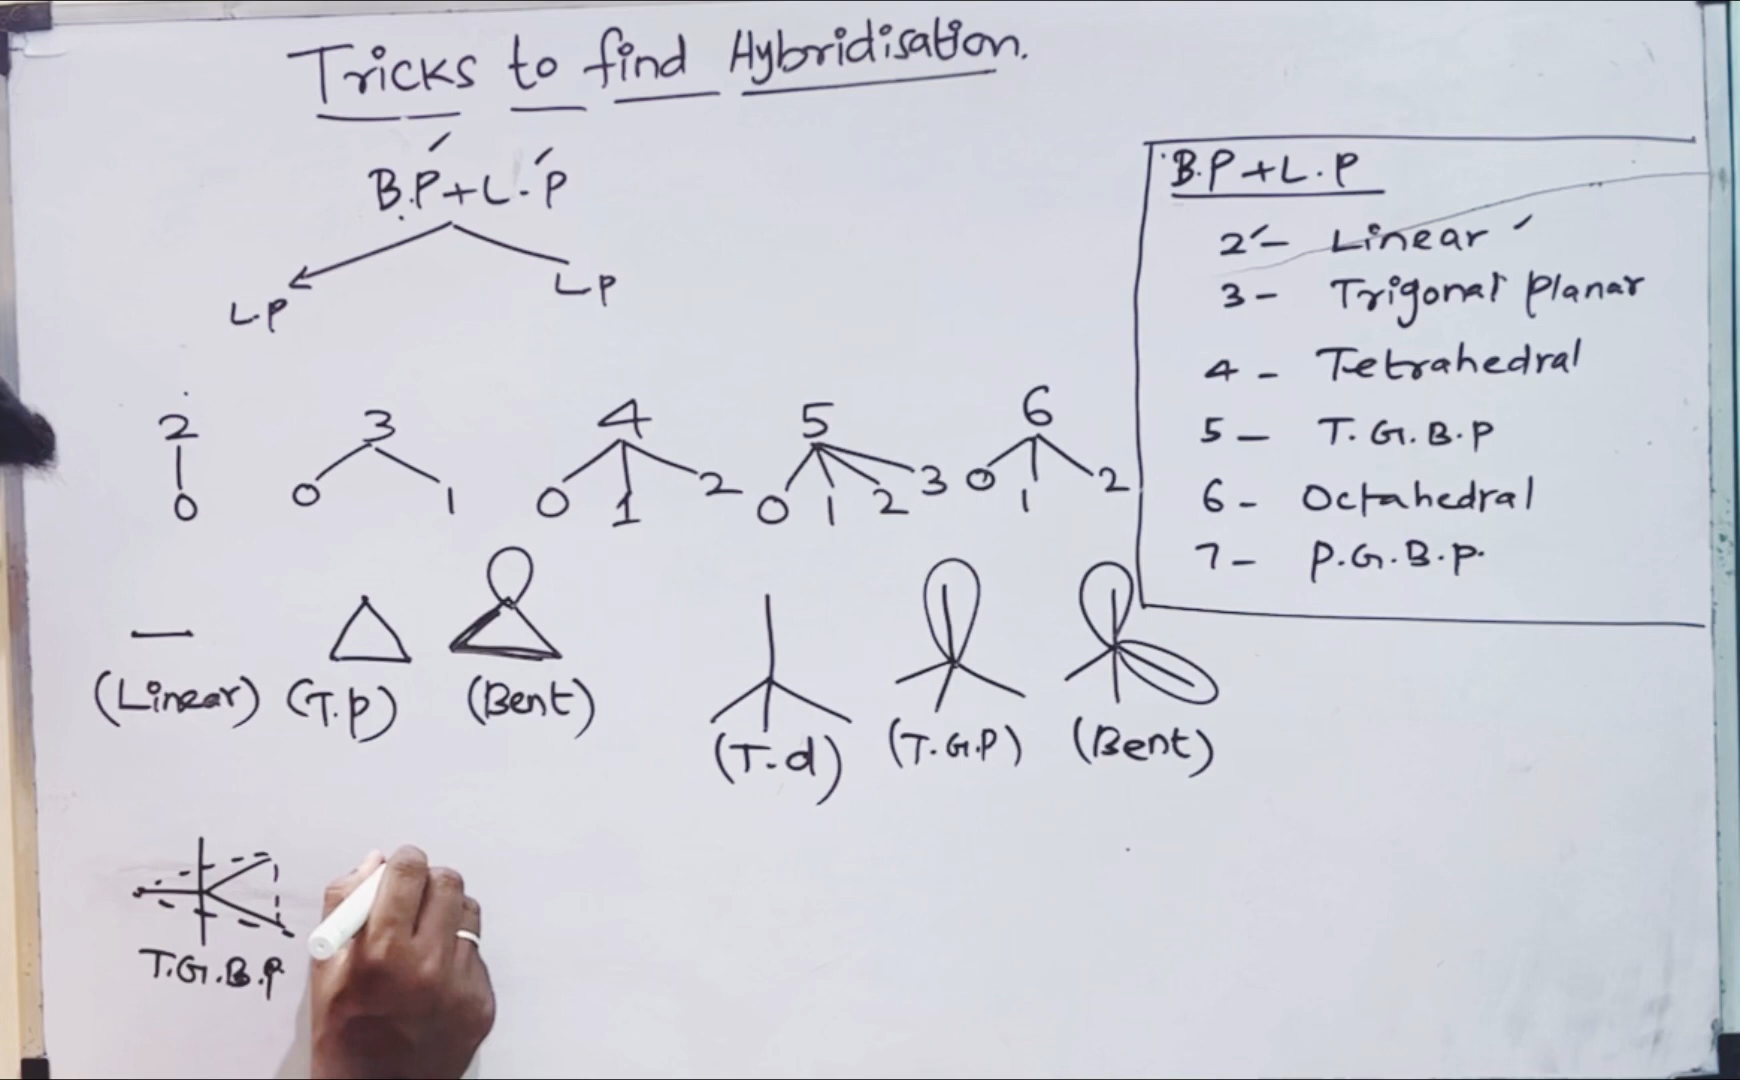 Tricks to find Hybridisation.
B.P+L.P
L.P LP
2 3 4 5 6
0 0 1 0 1 2 0 1 2 3 0 1 2
(Linear) (T.P) (Bent) (T.d) (T.G.P) (Bent)
T.G.B.P
B.P+L.P
2- Linear
3- Trigonal Planar
4- Tetrahedral
5- T.G.B.P
6- Octahedral
7- P.G.B.P.